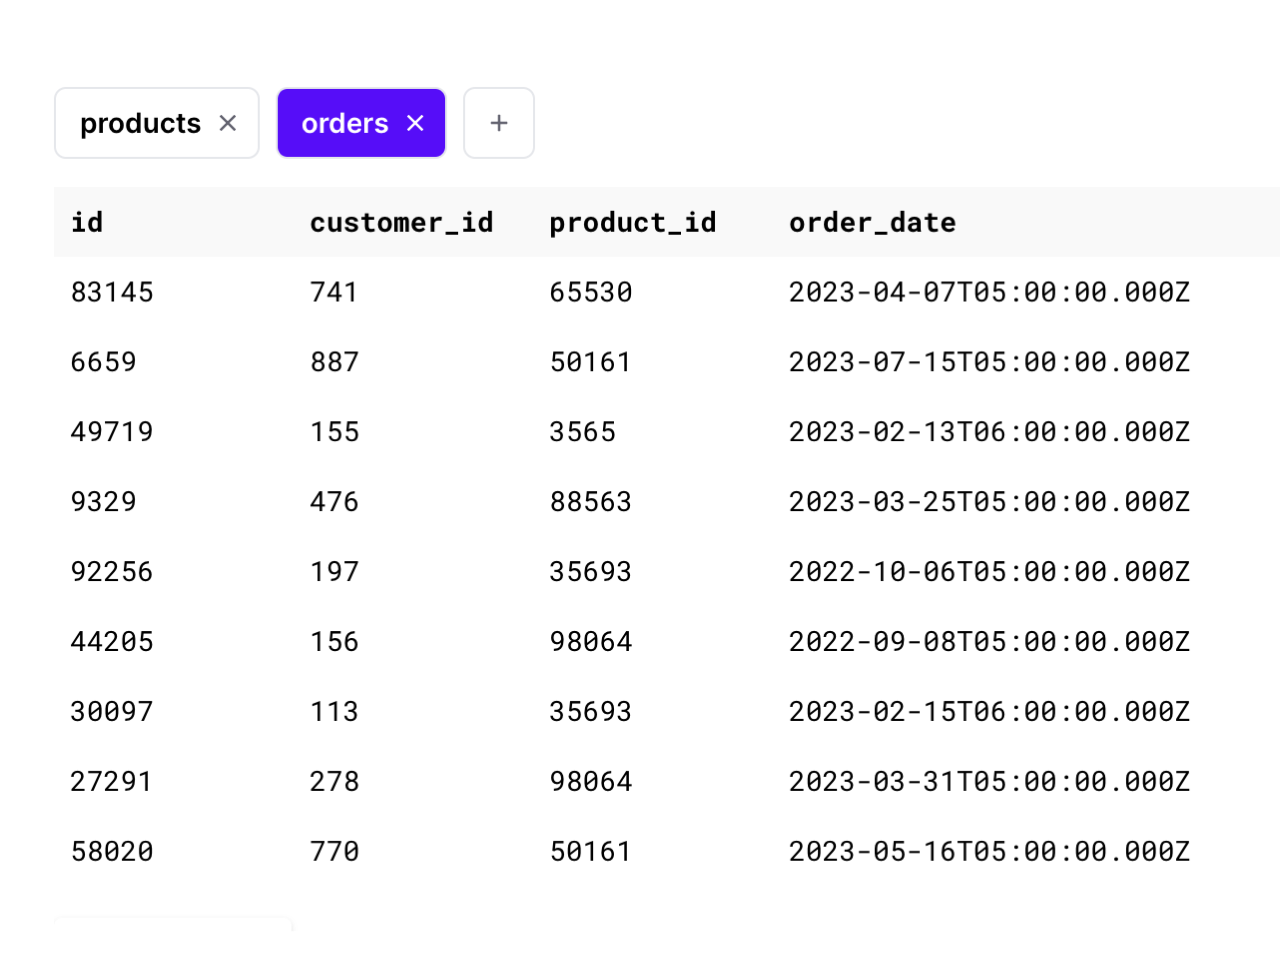 products × orders × +
id customer_id product_id order_date
83145 741 65530 2023-04-07T05:00:00.000Z
6659 887 50161 2023-07-15T05:00:00.000Z
49719 155 3565 2023-02-13T06:00:00.000Z
9329 476 88563 2023-03-25T05:00:00.000Z
92256 197 35693 2022-10-06T05:00:00.000Z
44205 156 98064 2022-09-08T05:00:00.000Z
30097 113 35693 2023-02-15T06:00:00.000Z
27291 278 98064 2023-03-31T05:00:00.000Z
58020 770 50161 2023-05-16T05:00:00.000Z